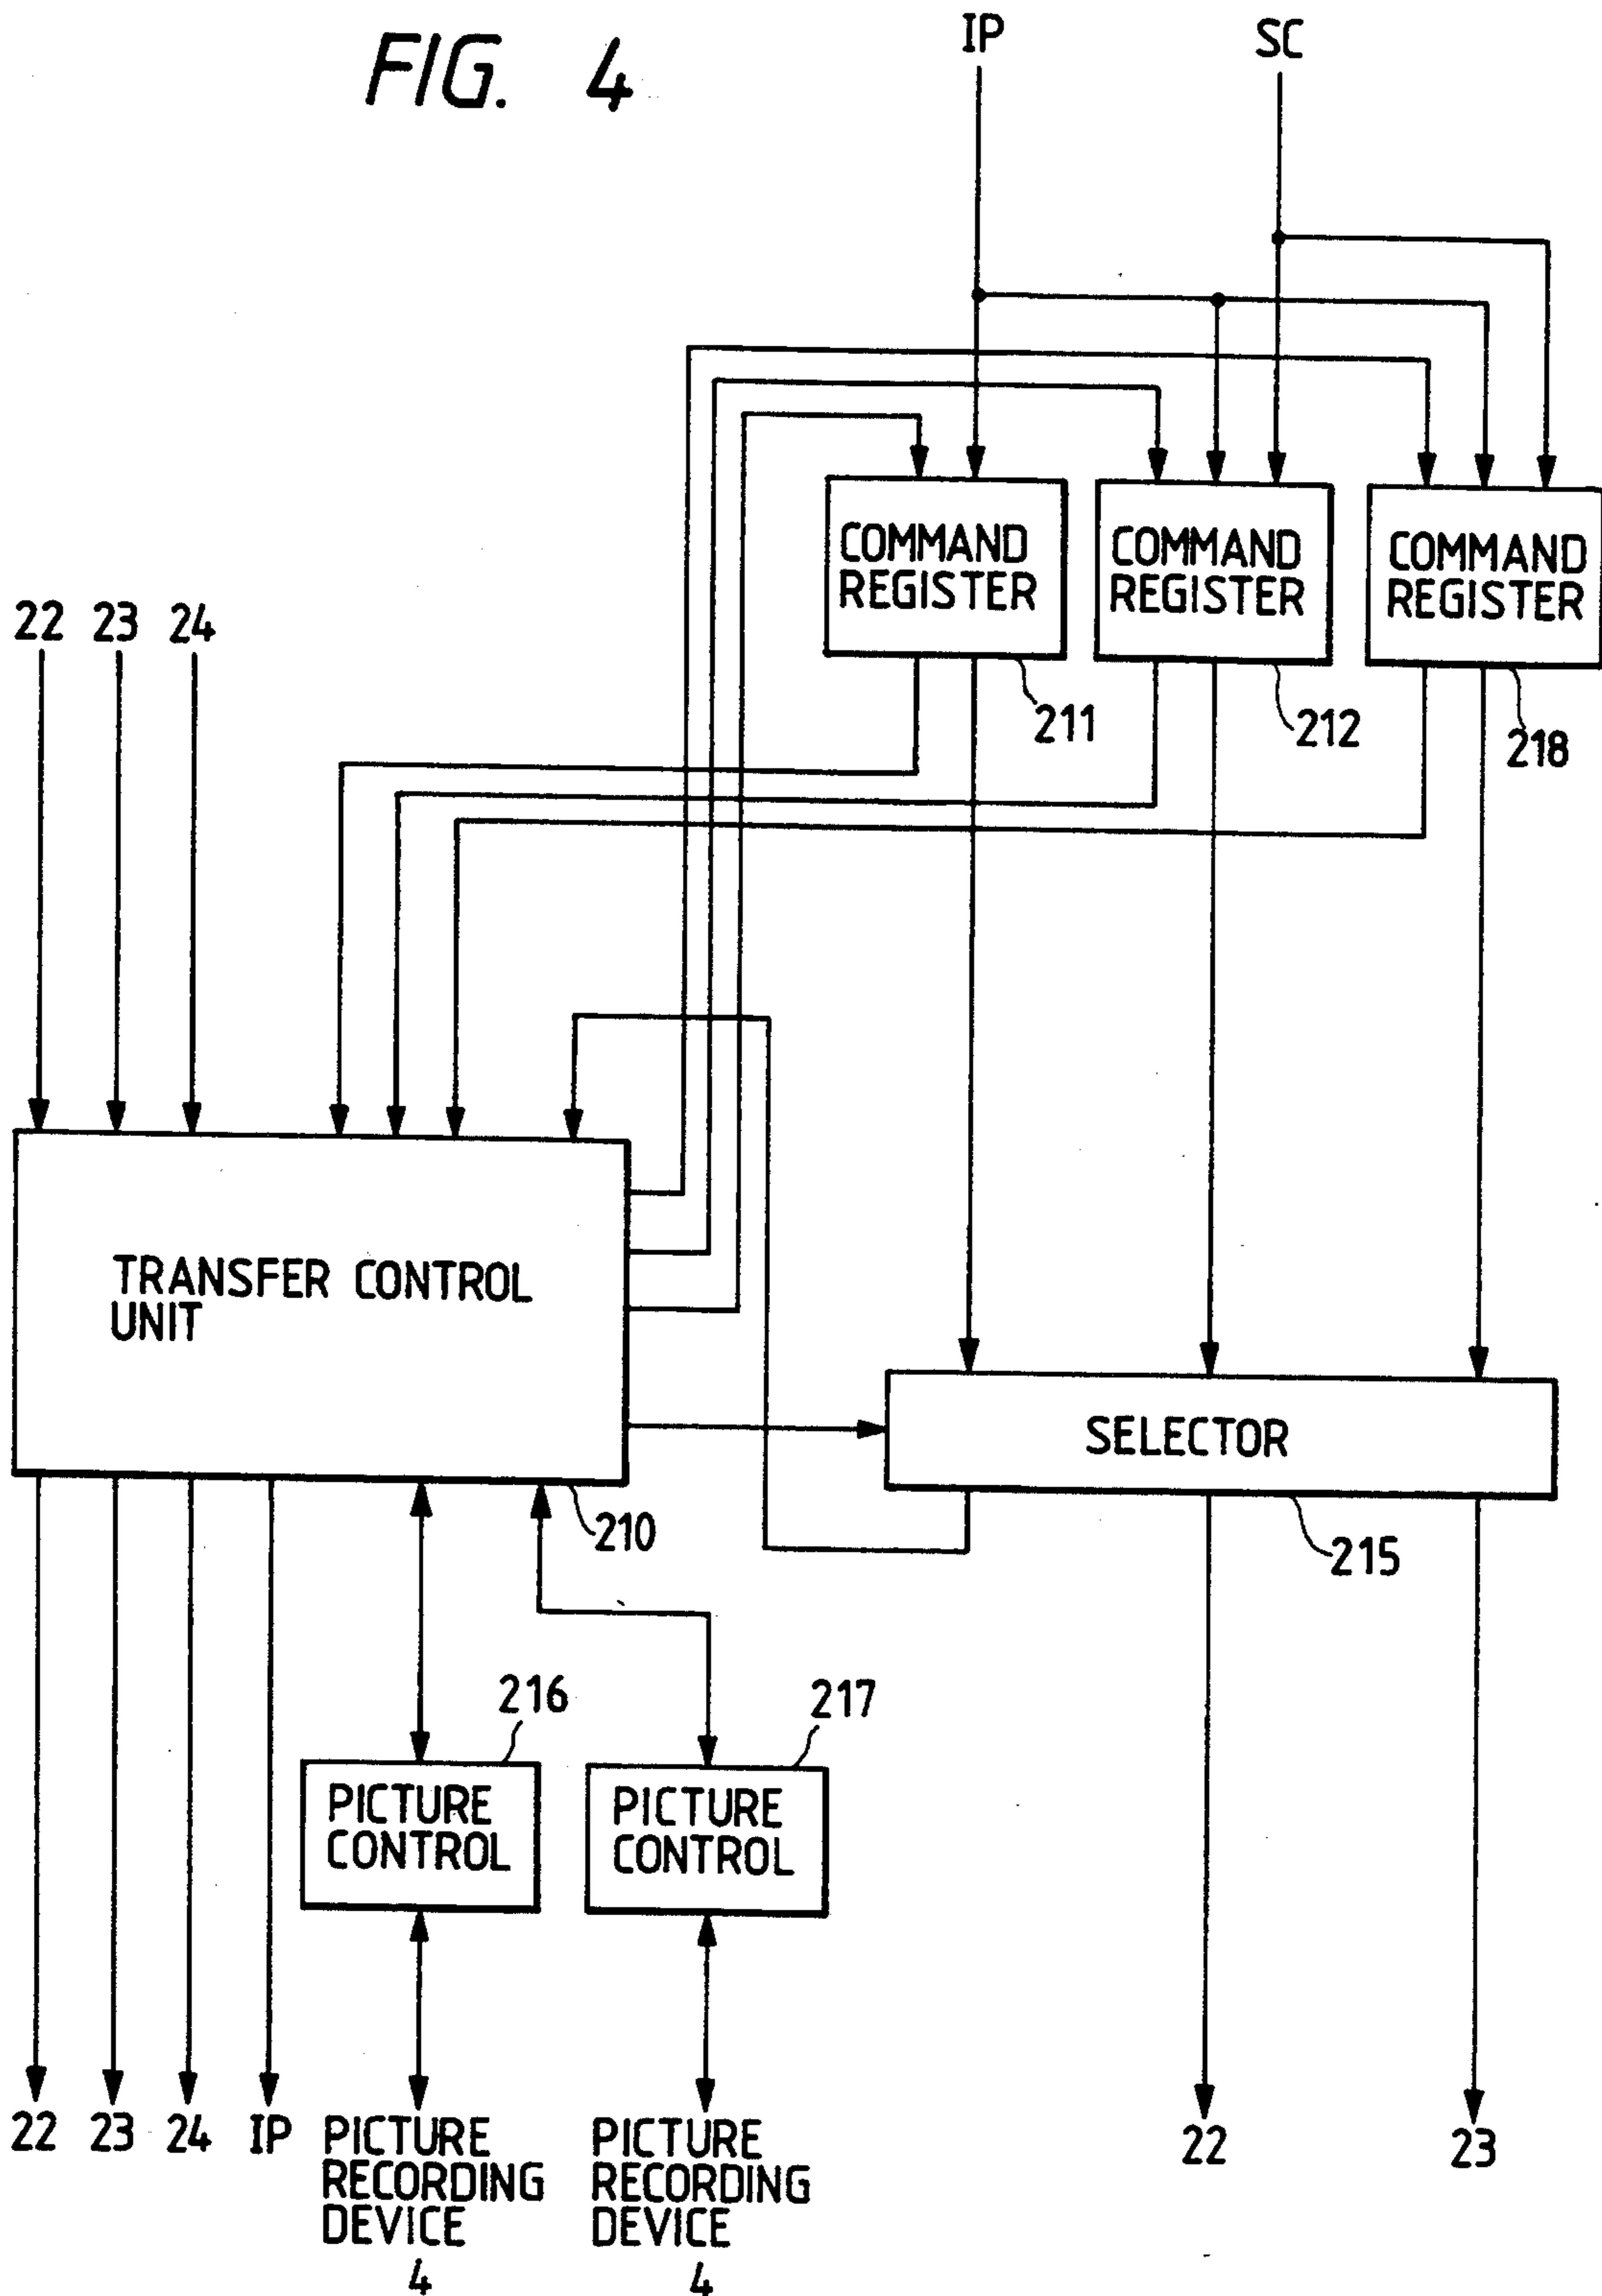 FIG. 4
IP
SC
COMMAND
REGISTER
COMMAND
REGISTER
COMMAND
REGISTER
22 23 24
211
212
218
TRANSFER CONTROL
UNIT
SELECTOR
210
215
216
217
PICTURE
CONTROL
PICTURE
CONTROL
22 23 24 IP
PICTURE
RECORDING
DEVICE
4
PICTURE
RECORDING
DEVICE
4
22
23